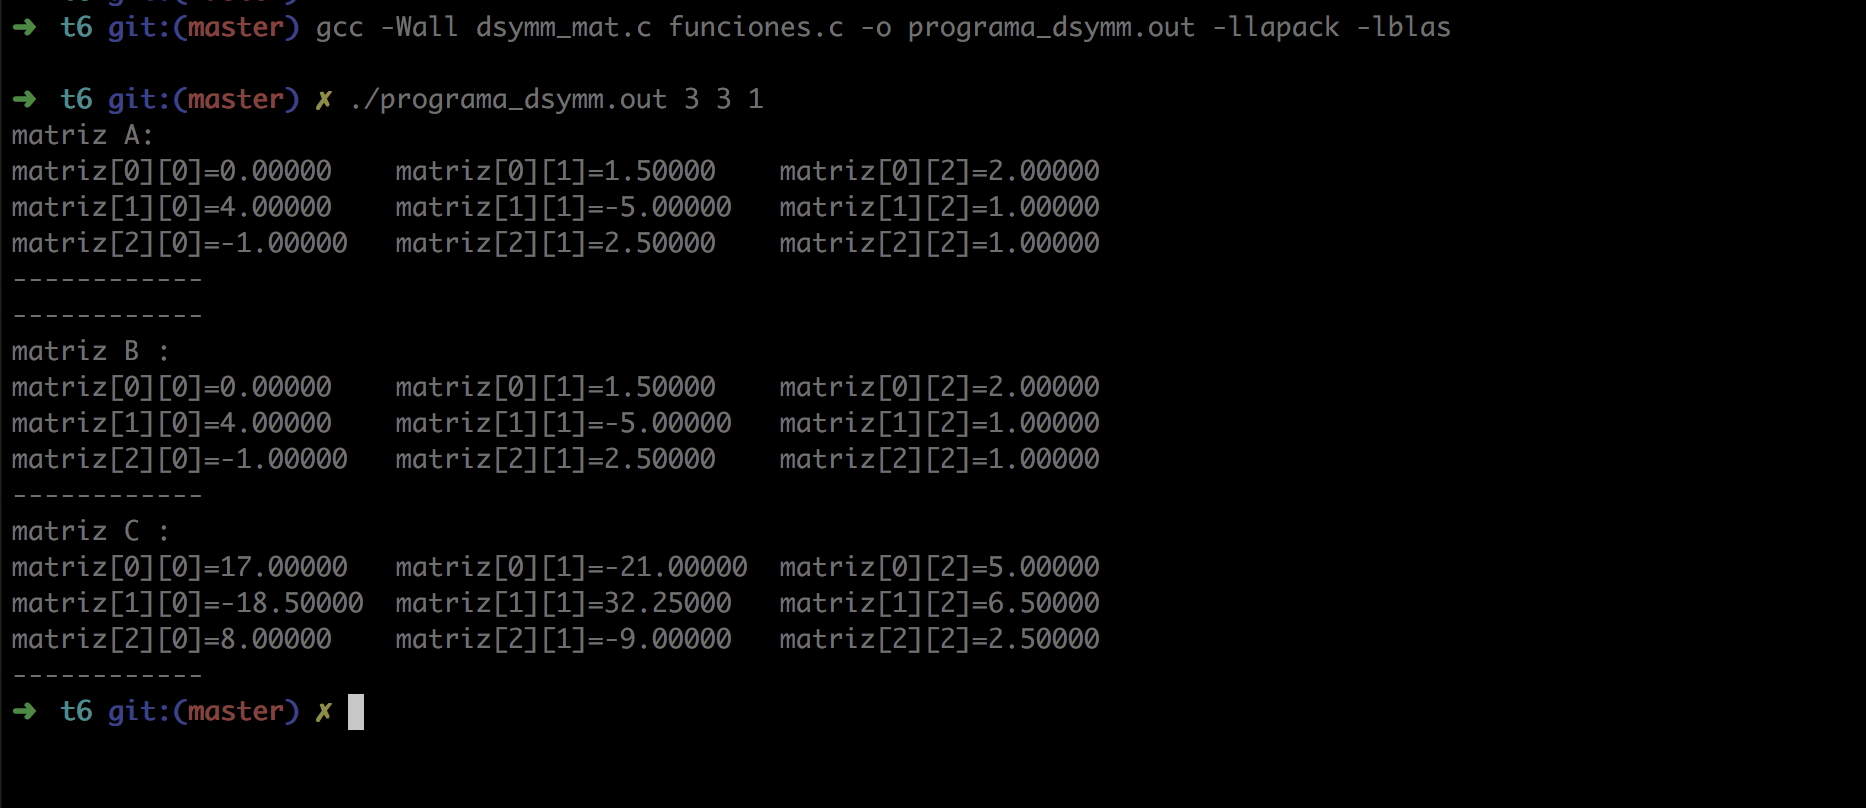 ➜  t6 git:(master) gcc -Wall dsymm_mat.c funciones.c -o programa_dsymm.out -llapack -lblas
➜  t6 git:(master) ✗ ./programa_dsymm.out 3 3 1
matriz A:
matriz[0][0]=0.00000    matriz[0][1]=1.50000    matriz[0][2]=2.00000
matriz[1][0]=4.00000    matriz[1][1]=-5.00000   matriz[1][2]=1.00000
matriz[2][0]=-1.00000   matriz[2][1]=2.50000    matriz[2][2]=1.00000
------------
------------
matriz B :
matriz[0][0]=0.00000    matriz[0][1]=1.50000    matriz[0][2]=2.00000
matriz[1][0]=4.00000    matriz[1][1]=-5.00000   matriz[1][2]=1.00000
matriz[2][0]=-1.00000   matriz[2][1]=2.50000    matriz[2][2]=1.00000
------------
matriz C :
matriz[0][0]=17.00000   matriz[0][1]=-21.00000  matriz[0][2]=5.00000
matriz[1][0]=-18.50000  matriz[1][1]=32.25000   matriz[1][2]=6.50000
matriz[2][0]=8.00000    matriz[2][1]=-9.00000   matriz[2][2]=2.50000
------------
➜  t6 git:(master) ✗